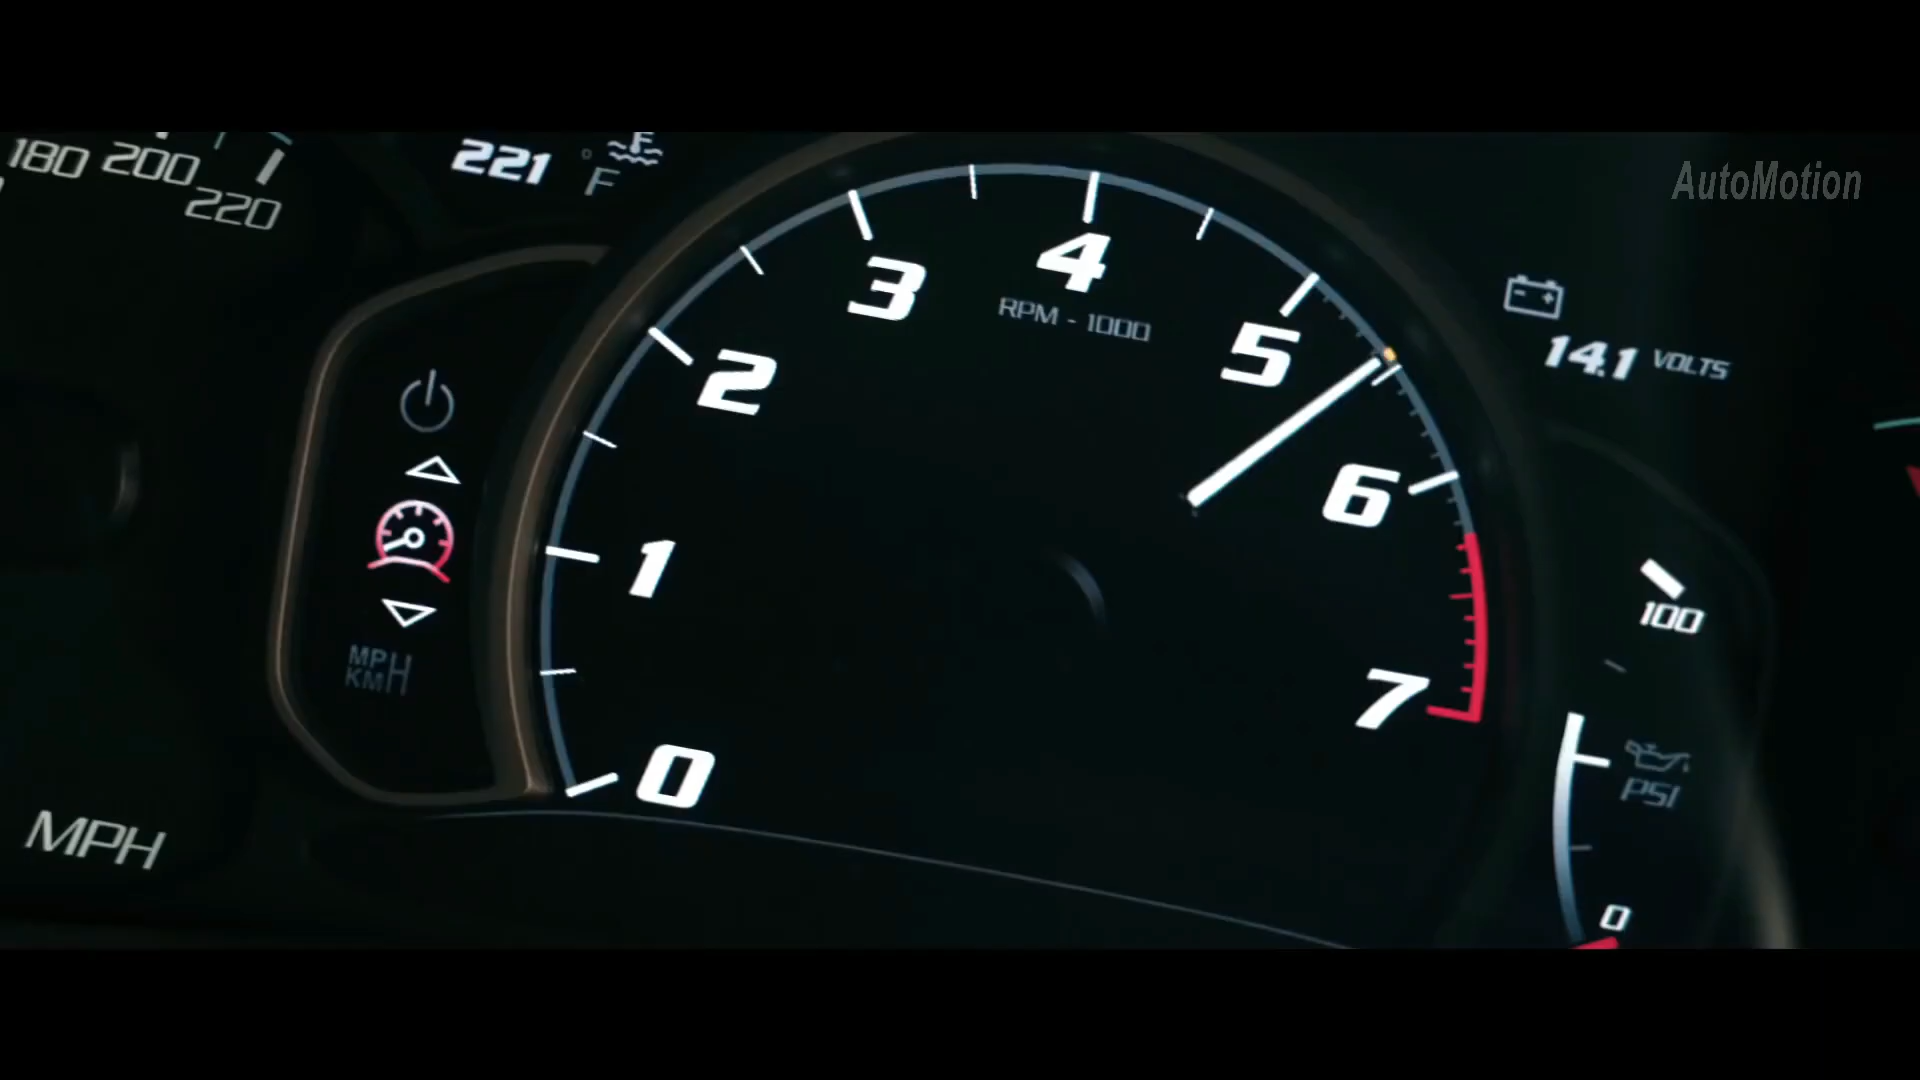 180 200 220
221 °F
AutoMotion
4
3
RPM - 1000
5
14.1 VOLTS
2
6
1
100
MPH
KMH
7
PSI
0
MPH
0